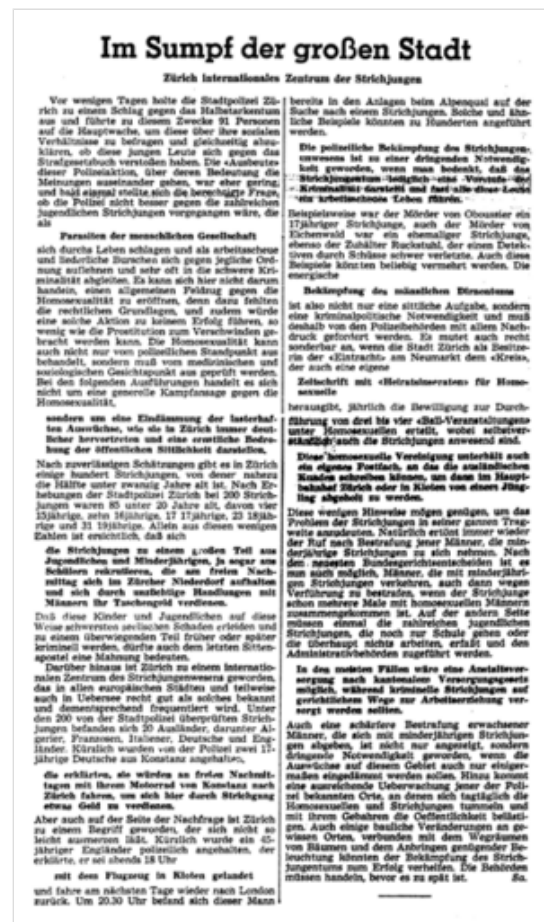 Im Sumpf der großen Stadt
Zürich internationales Zentrum der Strichjungen
Vor wenigen Tagen holte die Stadtpolizei Zü-
rich zu einem Schlag gegen das Halbstarkentum
aus und führte zu diesem Zwecke 91 Personen
auf die Hauptwache, um diese über ihre sozialen
Verhältnisse zu befragen und gleichzeitig abzu-
klären, ob diese jungen Leute sich gegen das
Strafgesetzbuch verstoßen haben. Die «Ausbeute»
dieser Polizeiaktion, über deren Bedeutung die
Meinungen auseinander gehen, war eher gering,
und bald einmal stellte sich die berechtigte Frage,
ob die Polizei nicht besser gegen die zahlreichen
jugendlichen Strichjungen vorgegangen wäre, die
als
Parasiten der menschlichen Gesellschaft
sich durchs Leben schlagen und als arbeitsscheue
und liederliche Burschen sich gegen jegliche Ord-
nung auflehnen und sehr oft in die schwere Kri-
minalität abgleiten. Es kann sich hier nicht darum
handeln, einen allgemeinen Feldzug gegen die
Homosexualität zu eröffnen, denn dazu fehlten
die rechtlichen Grundlagen, und zudem würde
eine solche Aktion zu keinem Erfolg führen, so
wenig wie die Prostitution zum Verschwinden ge-
bracht werden kann. Die Homosexualität kann
auch nicht nur vom polizeilichen Standpunkt aus
behandelt, sondern muß vom medizinischen und
soziologischen Gesichtspunkt aus geprüft werden.
Bei den folgenden Ausführungen handelt es sich
nicht um eine generelle Kampfansage gegen die
Homosexualität,
sondern um eine Eindämmung der lasterhaf-
ten Auswüchse, wie sie in Zürich immer deut-
licher hervortreten und eine ernstliche Bedro-
hung der öffentlichen Sittlichkeit darstellen.
Nach zuverlässigen Schätzungen gibt es in Zürich
einige hundert Strichjungen, von denen nahezu
die Hälfte unter zwanzig Jahre alt ist. Nach Er-
hebungen der Stadtpolizei Zürich bei 200 Strich-
jungen waren 85 unter 20 Jahre alt, davon vier
15jährige, zehn 16jährige, 17 17jährige, 23 18jäh-
rige und 31 19jährige. Allein aus diesen wenigen
Zahlen ist ersichtlich, daß sich
die Strichjungen zu einem großen Teil aus
Jugendlichen und Minderjährigen, ja sogar aus
Schülern rekrutieren, die am freien Nach-
mittag sich im Zürcher Niederdorf aufhalten
und sich durch unzüchtige Handlungen mit
Männern ihr Taschengeld verdienen.
Daß diese Kinder und Jugendlichen auf diese
Weise schwersten seelischen Schaden erleiden und
zu einem überwiegenden Teil früher oder später
kriminell werden, dürfte auch dem letzten Sitten-
apostel eine Mahnung bedeuten.
Darüber hinaus ist Zürich zu einem internatio-
nalen Zentrum des Strichjungenwesens geworden,
das in allen europäischen Städten und teilweise
auch in Uebersee recht gut als solches bekannt
und dementsprechend frequentiert wird. Unter
den 200 von der Stadtpolizei überprüften Strich-
jungen befanden sich 20 Ausländer, darunter Al-
gerier, Franzosen, Italiener, Deutsche und Eng-
länder. Kürzlich wurden von der Polizei zwei 17-
jährige Deutsche aus Konstanz angehalten,
die erklärten, sie würden an freien Nachmit-
tagen mit ihrem Motorrad von Konstanz nach
Zürich fahren, um sich hier durch Strichgang
etwas Geld zu verdienen.
Aber auch auf der Seite der Nachfrage ist Zürich
zu einem Begriff geworden, der sich nicht so
leicht ausmerzen läßt. Kürzlich wurde ein 45-
jähriger Engländer polizeilich angehalten, der
erklärte, er sei abends 18 Uhr
mit dem Flugzeug in Kloten gelandet
und fahre am nächsten Tage wieder nach London
zurück. Um 20.30 Uhr befand sich dieser Mann
bereits in den Anlagen beim Alpenquai auf der
Suche nach einem Strichjungen. Solche und ähn-
liche Beispiele könnten zu Hunderten angeführt
werden.
Die polizeiliche Bekämpfung des Strichjungen-
unwesens ist zu einer dringenden Notwendig-
keit geworden, wenn man bedenkt, daß das
Strichjungentum lediglich eine Vorstufe der
Kriminalität darstellt und fast alle diese Leute
ein arbeitsscheues Leben führen.
Beispielsweise war der Mörder von Oboussier ein
17jähriger Strichjunge, auch der Mörder von
Eichenwald war ein ehemaliger Strichjunge,
ebenso der Zuhälter Ruckstuhl, der einen Detek-
tiven durch Schüsse schwer verletzte. Auch diese
Beispiele könnten beliebig vermehrt werden. Die
energische
Bekämpfung des männlichen Dirnentums
ist also nicht nur eine sittliche Aufgabe, sondern
eine kriminalpolitische Notwendigkeit und muß
deshalb von den Polizeibehörden mit allem Nach-
druck gefordert werden. Es mutet auch recht
sonderbar an, wenn die Stadt Zürich als Besitze-
rin der «Eintracht» am Neumarkt dem «Kreis»,
der auch eine eigene
Zeitschrift mit «Heiratsinseraten» für Homo-
sexuelle
herausgibt, jährlich die Bewilligung zur Durch-
führung von drei bis vier «Ball-Veranstaltungen»
unter Homosexuellen erteilt, wobei selbstver-
ständlich auch die Strichjungen anwesend sind.
Diese homosexuelle Vereinigung unterhält auch
ein eigenes Postfach, an das die ausländischen
Kunden schreiben können, um dann im Haupt-
bahnhof Zürich oder in Kloten von einem Jüng-
ling abgeholt zu werden.
Diese wenigen Hinweise mögen genügen, um das
Problem der Strichjungen in seiner ganzen Trag-
weite anzudeuten. Natürlich ertönt immer wieder
der Ruf nach Bestrafung jener Männer, die min-
derjährige Strichjungen zu sich nehmen. Nach
den neuesten Bundesgerichtsentscheiden ist es
nun auch möglich, Männer, die mit minderjähri-
gen Strichjungen verkehren, auch dann wegen
Verführung zu bestrafen, wenn der Strichjunge
schon mehrere Male mit homosexuellen Männern
zusammengekommen ist. Auf der andern Seite
müssen einmal die zahlreichen jugendlichen
Strichjungen, die noch zur Schule gehen oder
die überhaupt nichts arbeiten, erfaßt und den
Administrativbehörden zugeführt werden.
In den meisten Fällen wäre eine Anstaltsver-
sorgung nach kantonalem Versorgungsgesetz
möglich, während kriminelle Strichjungen auf
gerichtlichem Wege zur Arbeitserziehung ver-
sorgt werden sollten.
Auch eine schärfere Bestrafung erwachsener
Männer, die sich mit minderjährigen Strichjun-
gen abgeben, ist nicht nur angezeigt, sondern
dringende Notwendigkeit geworden, wenn die
Auswüchse auf diesem Gebiet auch nur einiger-
maßen eingedämmt werden sollen. Hinzu kommt
eine ausreichende Ueberwachung jener der Poli-
zei bekannten Orte, an denen sich tagtäglich die
Homosexuellen und Strichjungen tummeln und
mit ihrem Gebahren die Oeffentlichkeit belästi-
gen. Auch einige bauliche Veränderungen an ge-
wissen Orten, verbunden mit dem Wegräumen
von Bäumen und dem Anbringen genügender Be-
leuchtung könnten der Bekämpfung des Strich-
jungentums zum Erfolg verhelfen. Die Behörden
müssen handeln, bevor es zu spät ist. Sa.